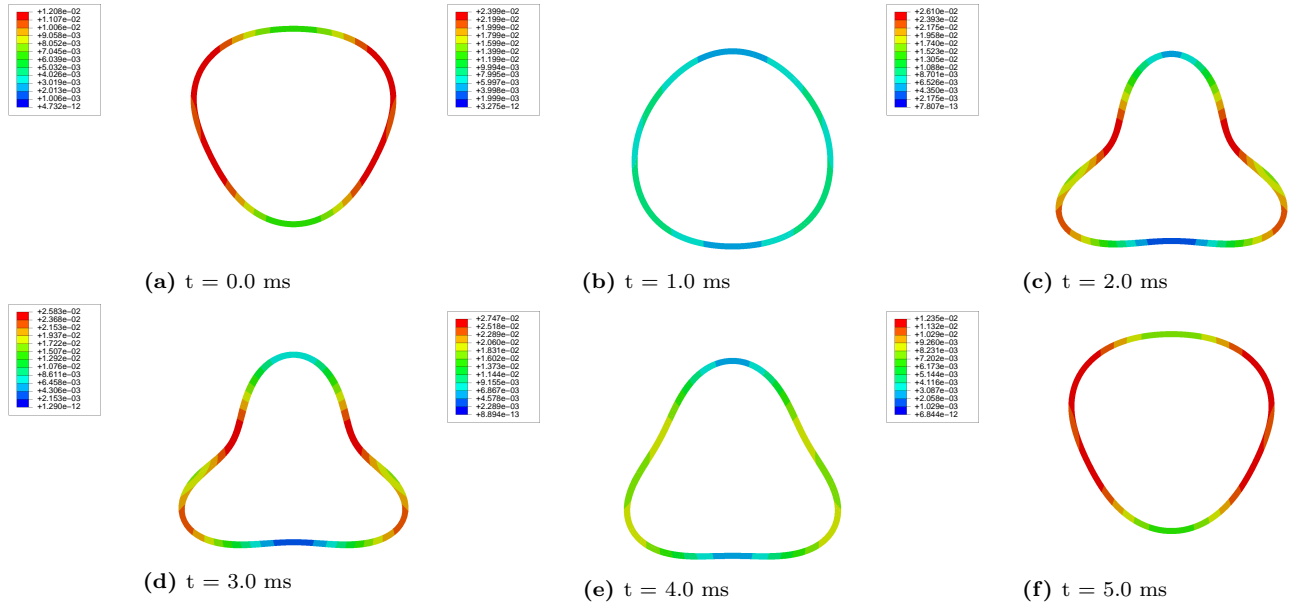 +1.208e−02
+1.107e−02
+1.006e−02
+9.058e−03
+8.052e−03
+7.045e−03
+6.039e−03
+5.032e−03
+4.026e−03
+3.019e−03
+2.013e−03
+1.006e−03
+4.732e−12
(a) t = 0.0 ms
+2.399e−02
+2.199e−02
+1.999e−02
+1.799e−02
+1.599e−02
+1.399e−02
+1.199e−02
+9.994e−03
+7.995e−03
+5.997e−03
+3.998e−03
+1.999e−03
+3.275e−12
(b) t = 1.0 ms
+2.610e−02
+2.393e−02
+2.175e−02
+1.958e−02
+1.740e−02
+1.523e−02
+1.305e−02
+1.088e−02
+8.701e−03
+6.526e−03
+4.350e−03
+2.175e−03
+7.807e−13
(c) t = 2.0 ms
+2.583e−02
+2.368e−02
+2.153e−02
+1.937e−02
+1.722e−02
+1.507e−02
+1.292e−02
+1.076e−02
+8.611e−03
+6.458e−03
+4.306e−03
+2.153e−03
+1.290e−12
(d) t = 3.0 ms
+2.747e−02
+2.518e−02
+2.289e−02
+2.060e−02
+1.831e−02
+1.602e−02
+1.373e−02
+1.144e−02
+9.155e−03
+6.867e−03
+4.578e−03
+2.289e−03
+8.894e−13
(e) t = 4.0 ms
+1.235e−02
+1.132e−02
+1.029e−02
+9.260e−03
+8.231e−03
+7.202e−03
+6.173e−03
+5.144e−03
+4.116e−03
+3.087e−03
+2.058e−03
+1.029e−03
+6.844e−12
(f) t = 5.0 ms